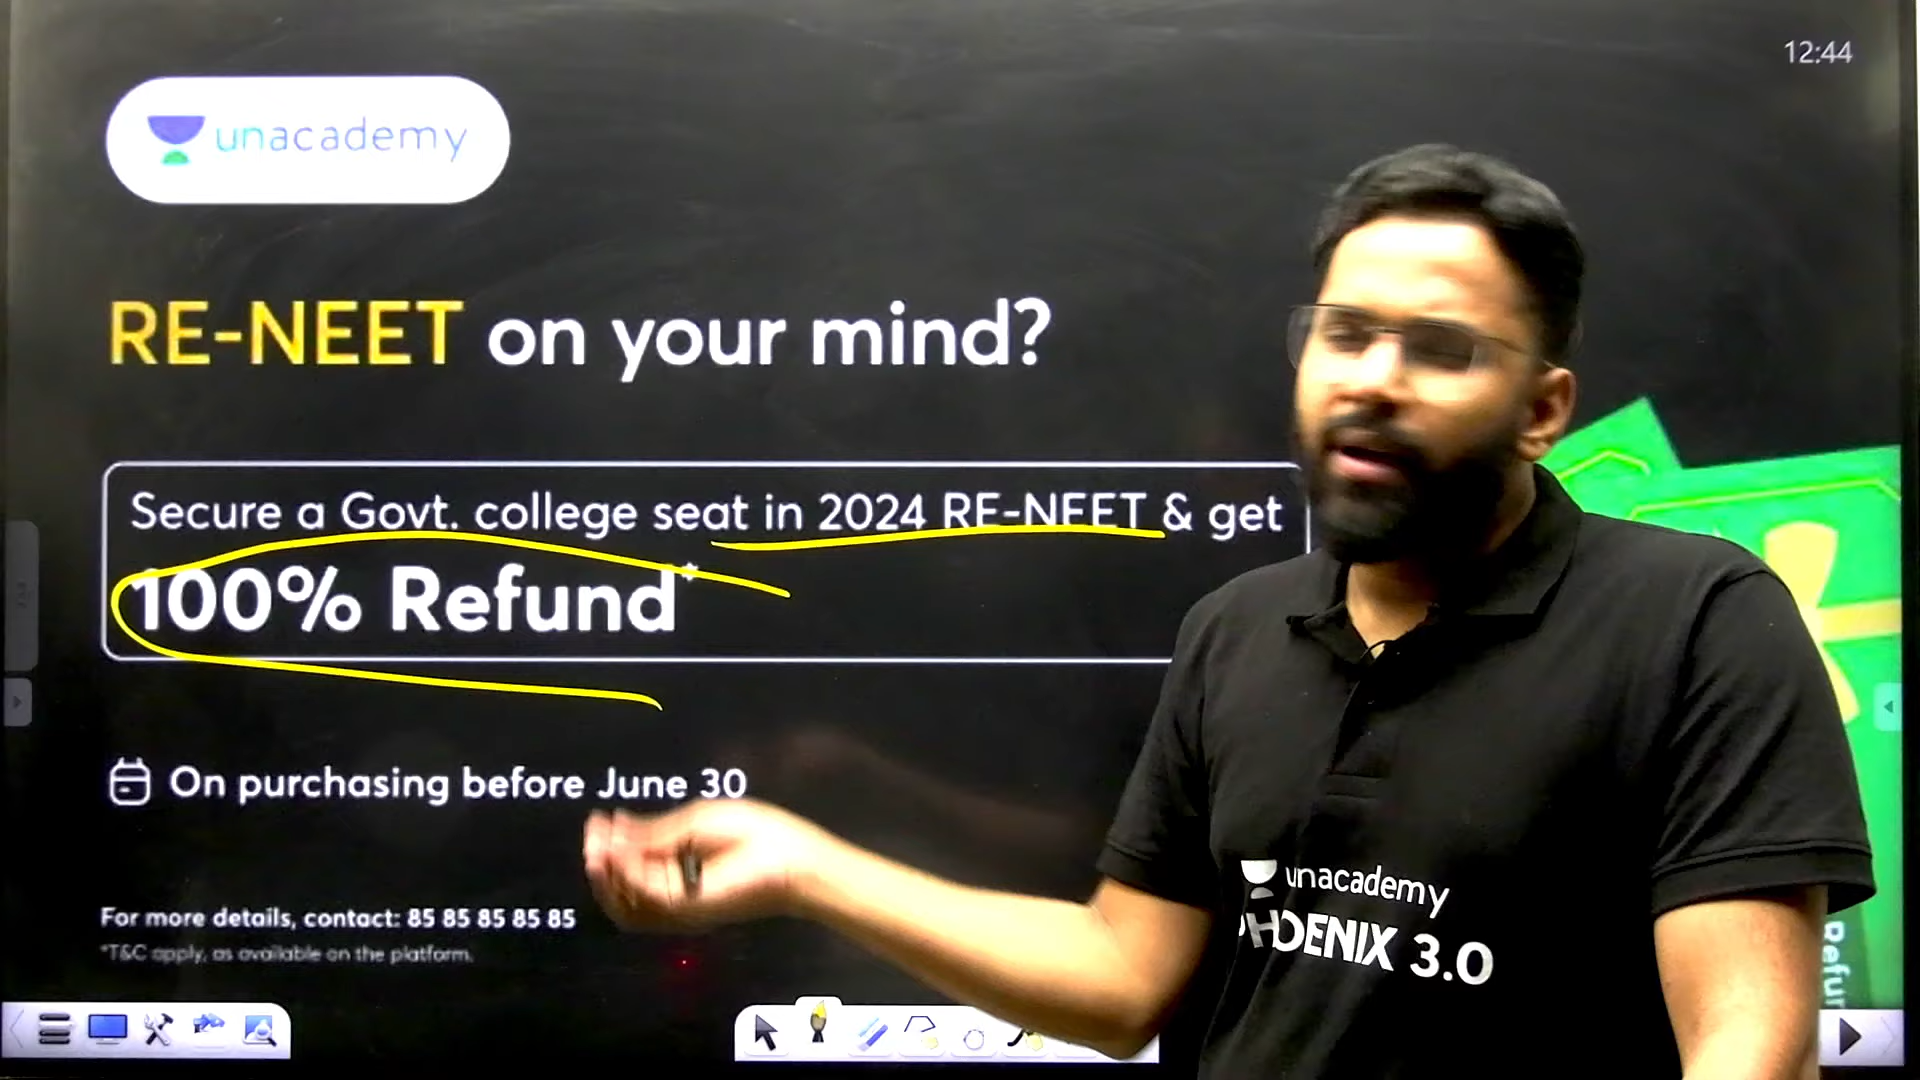 12:44
unacademy
RE-NEET on your mind?
Secure a Govt. college seat in 2024 RE-NEET & get
100% Refund*
On purchasing before June 30
For more details, contact: 85 85 85 85 85
*T&C apply, as available on the platform.
unacademy
PHOENIX 3.0